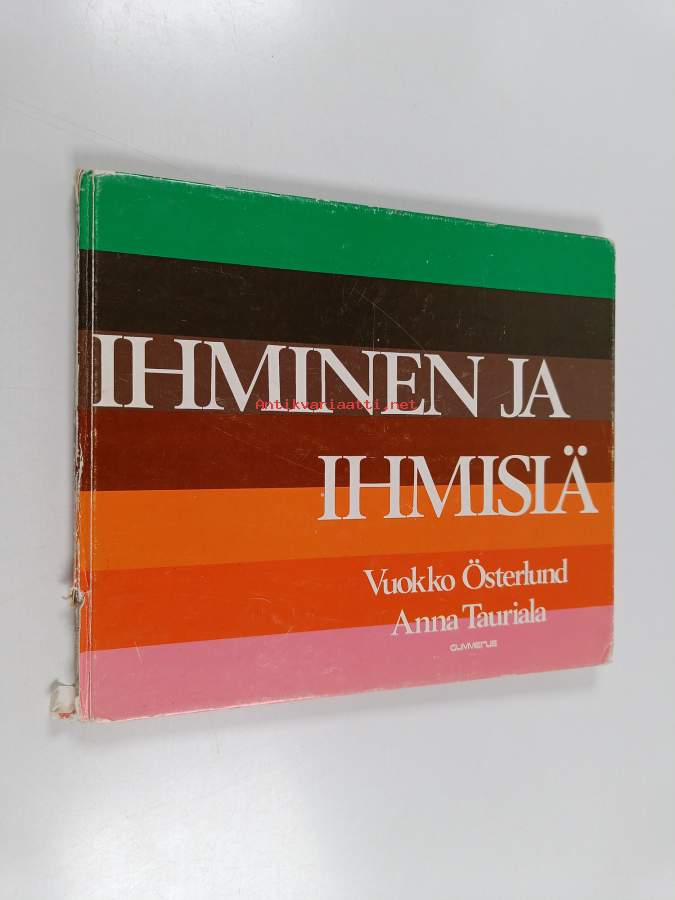 IHMINEN JA
Antikvariaatti.net
IHMISIÄ
Vuokko Österlund
Anna Tauriala
GUMMERUS